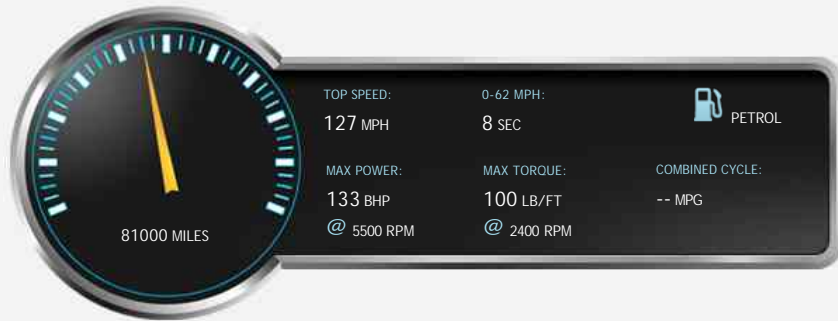 81000 MILES
TOP SPEED:
127 MPH
0-62 MPH:
8 SEC
PETROL
MAX POWER:
133 BHP
@ 5500 RPM
MAX TORQUE:
100 LB/FT
@ 2400 RPM
COMBINED CYCLE:
-- MPG